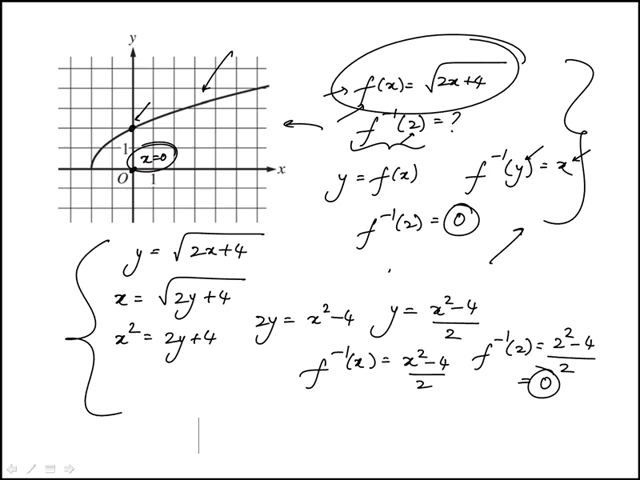 y
1
x=0
O
1
x
f(x) = √(2x+4)
f⁻¹(2) = ?
y = f(x)
f⁻¹(y) = x
f⁻¹(2) = 0
y = √(2x+4)
x = √(2y+4)
x² = 2y+4
2y = x²-4
y = x²-4/2
f⁻¹(x) = x²-4/2
f⁻¹(2) = 2²-4/2
= 0